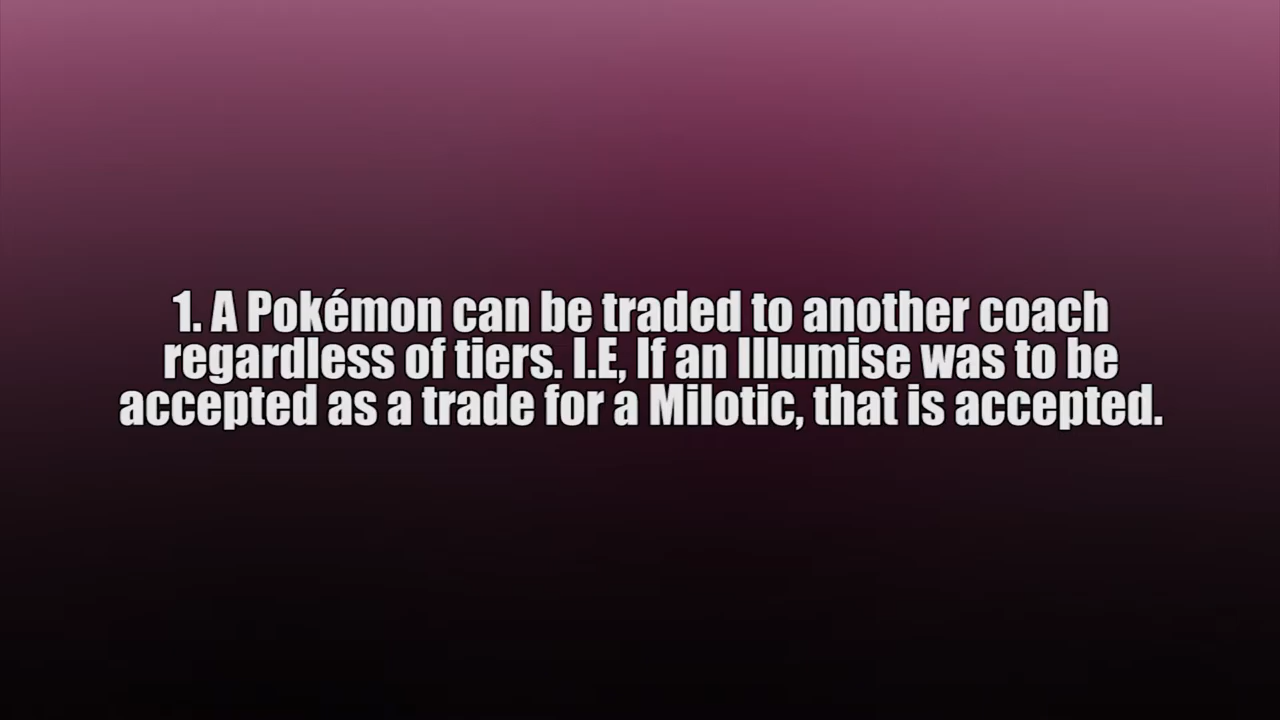 1. A Pokémon can be traded to another coach
regardless of tiers. I.E, If an Illumise was to be
accepted as a trade for a Milotic, that is accepted.